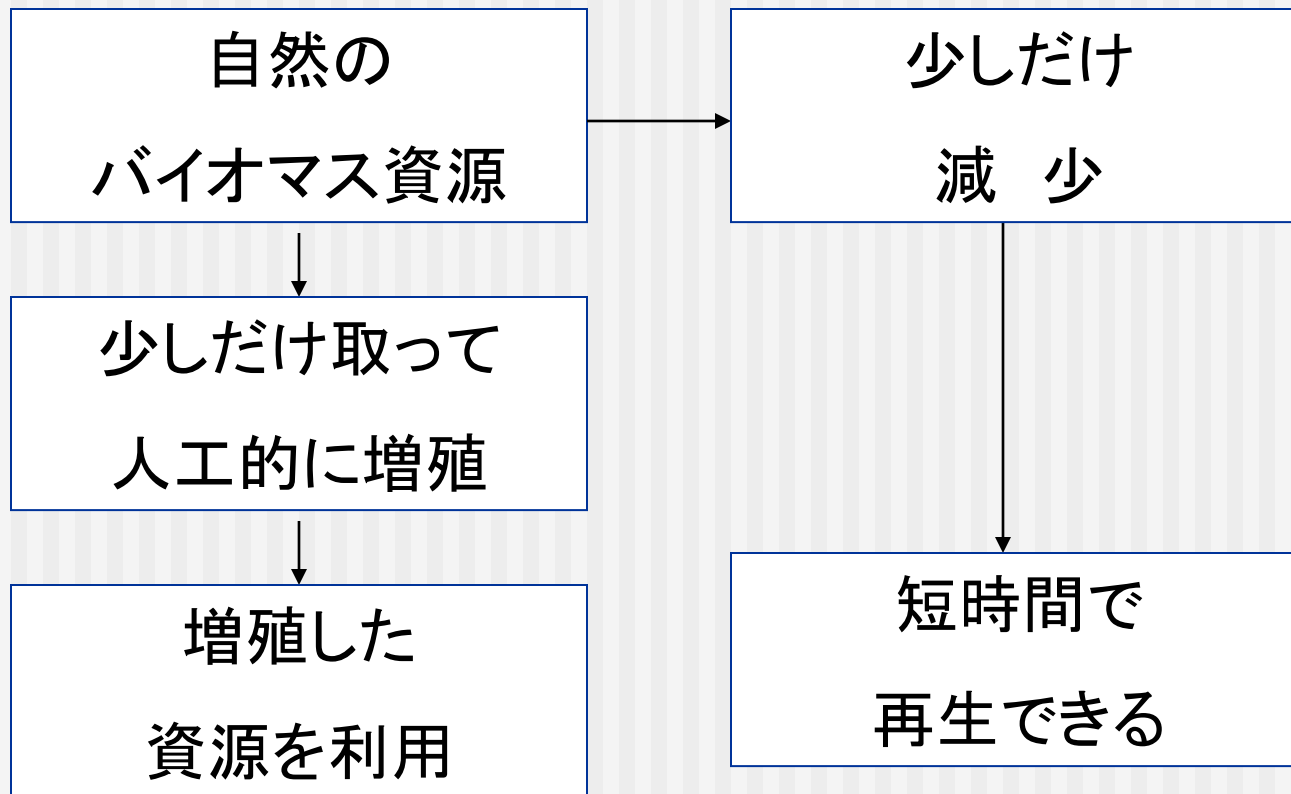 自然の
バイオマス資源
少しだけ
減　少
少しだけ取って
人工的に増殖
増殖した
資源を利用
短時間で
再生できる